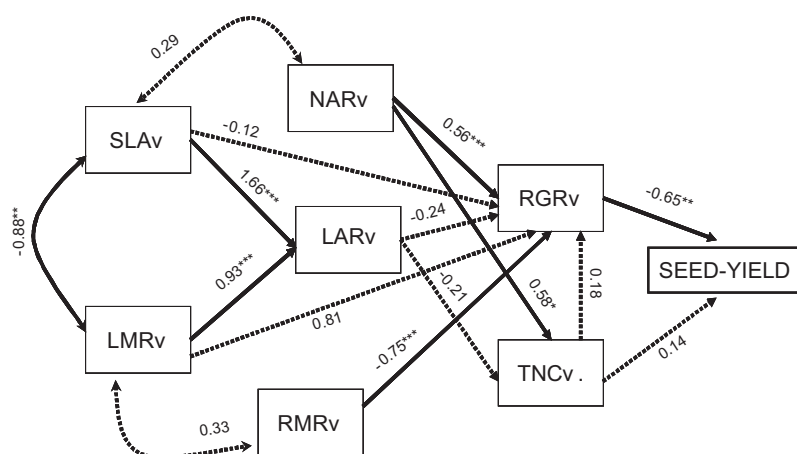 0.29
NARv
SLAv
-0.12
0.56***
RGRv
-0.65**
1.66***
-0.24
LARv
SEED-YIELD
-0.88**
0.93***
-0.21
0.58*
0.18
LMRv
0.81
-0.75***
TNCv .
0.14
0.33
RMRv